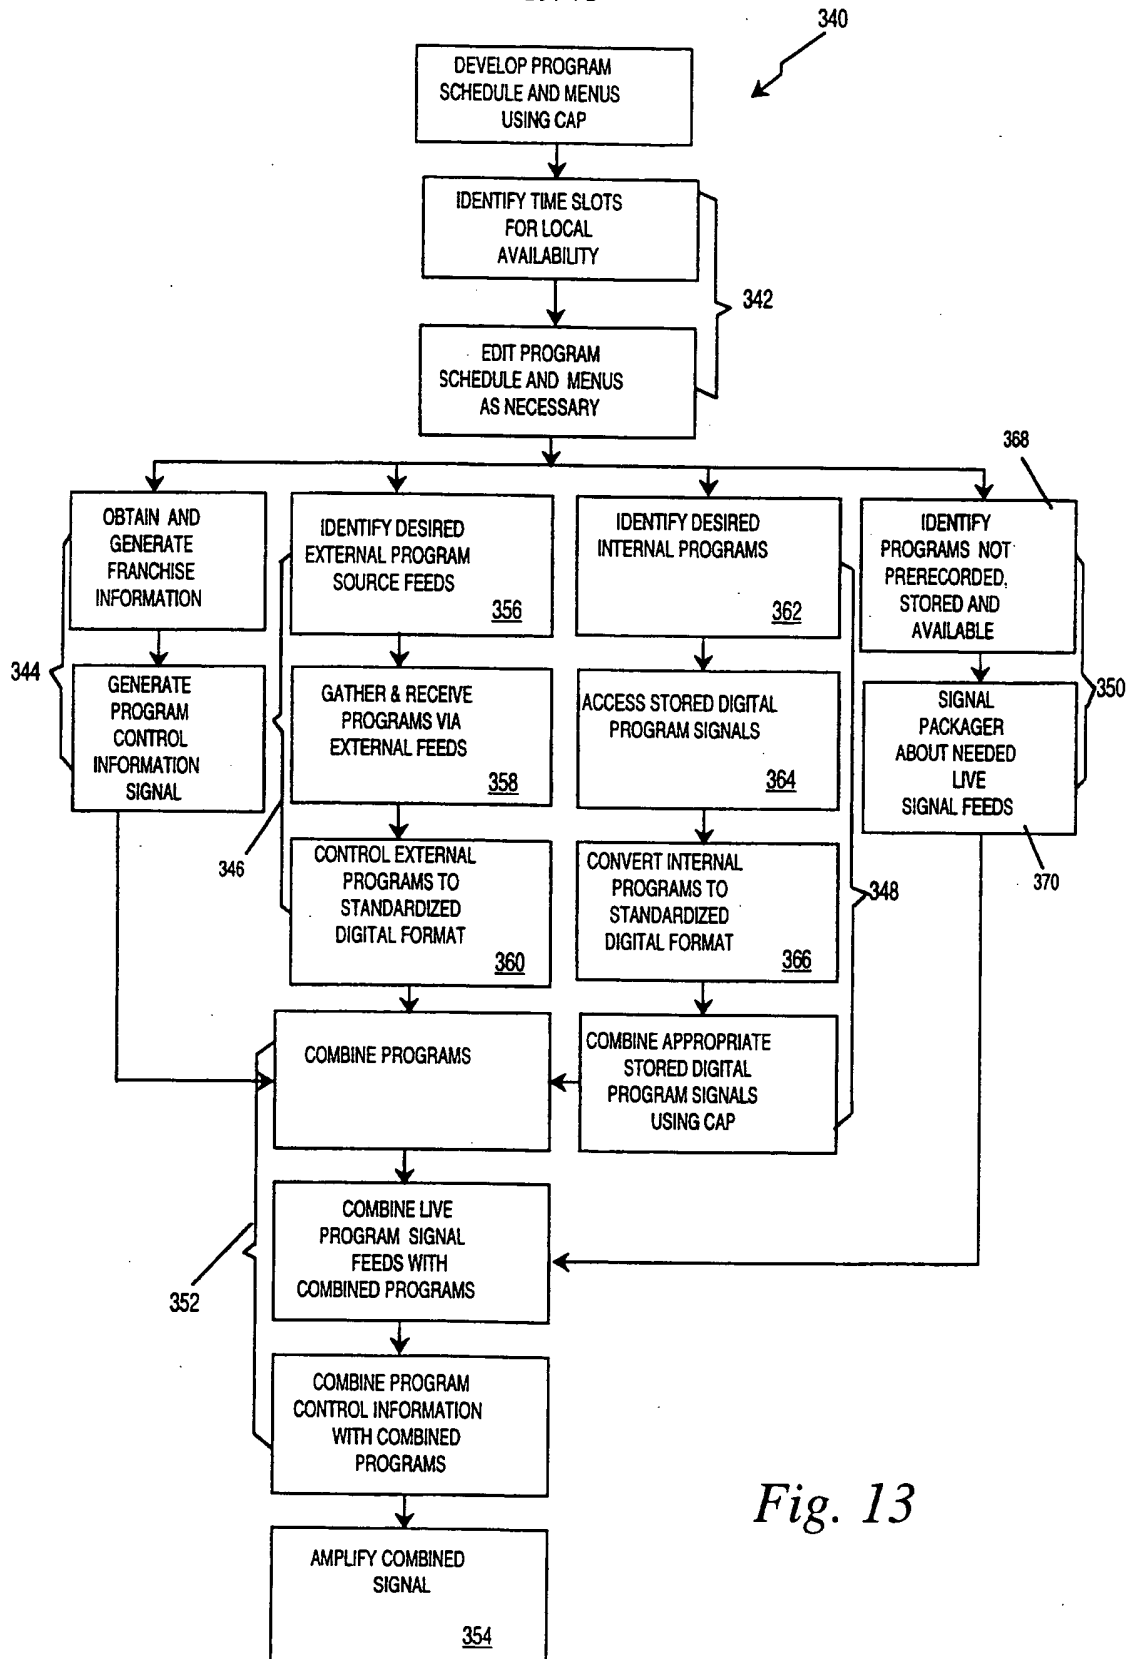 340
DEVELOP PROGRAM
SCHEDULE AND MENUS
USING CAP
IDENTIFY TIME SLOTS
FOR LOCAL
AVAILABILITY
342
EDIT PROGRAM
SCHEDULE AND MENUS
AS NECESSARY
368
OBTAIN AND
GENERATE
FRANCHISE
INFORMATION
344
GENERATE
PROGRAM
CONTROL
INFORMATION
SIGNAL
IDENTIFY DESIRED
EXTERNAL PROGRAM
SOURCE FEEDS
356
GATHER & RECEIVE
PROGRAMS VIA
EXTERNAL FEEDS
358
346
CONTROL EXTERNAL
PROGRAMS TO
STANDARDIZED
DIGITAL FORMAT
360
IDENTIFY DESIRED
INTERNAL PROGRAMS
362
ACCESS STORED DIGITAL
PROGRAM SIGNALS
364
CONVERT INTERNAL
PROGRAMS TO
STANDARDIZED
DIGITAL FORMAT
366
348
COMBINE APPROPRIATE
STORED DIGITAL
PROGRAM SIGNALS
USING CAP
IDENTIFY
PROGRAMS NOT
PRERECORDED,
STORED AND
AVAILABLE
350
SIGNAL
PACKAGER
ABOUT NEEDED
LIVE
SIGNAL FEEDS
370
COMBINE PROGRAMS
COMBINE LIVE
PROGRAM SIGNAL
FEEDS WITH
COMBINED PROGRAMS
352
COMBINE PROGRAM
CONTROL INFORMATION
WITH COMBINED
PROGRAMS
AMPLIFY COMBINED
SIGNAL
354
Fig. 13